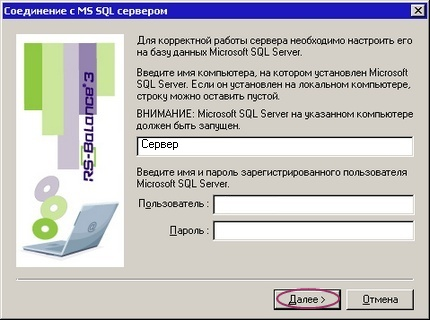 Соединение с MS SQL сервером
Для корректной работы сервера необходимо настроить его
на базу данных Microsoft SQL Server.
Введите имя компьютера, на котором установлен Microsoft
SQL Server. Если он установлен на локальном компьютере,
строку можно оставить пустой.
ВНИМАНИЕ: Microsoft SQL Server на указанном компьютере
должен быть запущен.
Сервер
Введите имя и пароль зарегистрированного пользователя
Microsoft SQL Server.
Пользователь :
Пароль :
RS-Balance 3
Далее >
Отмена